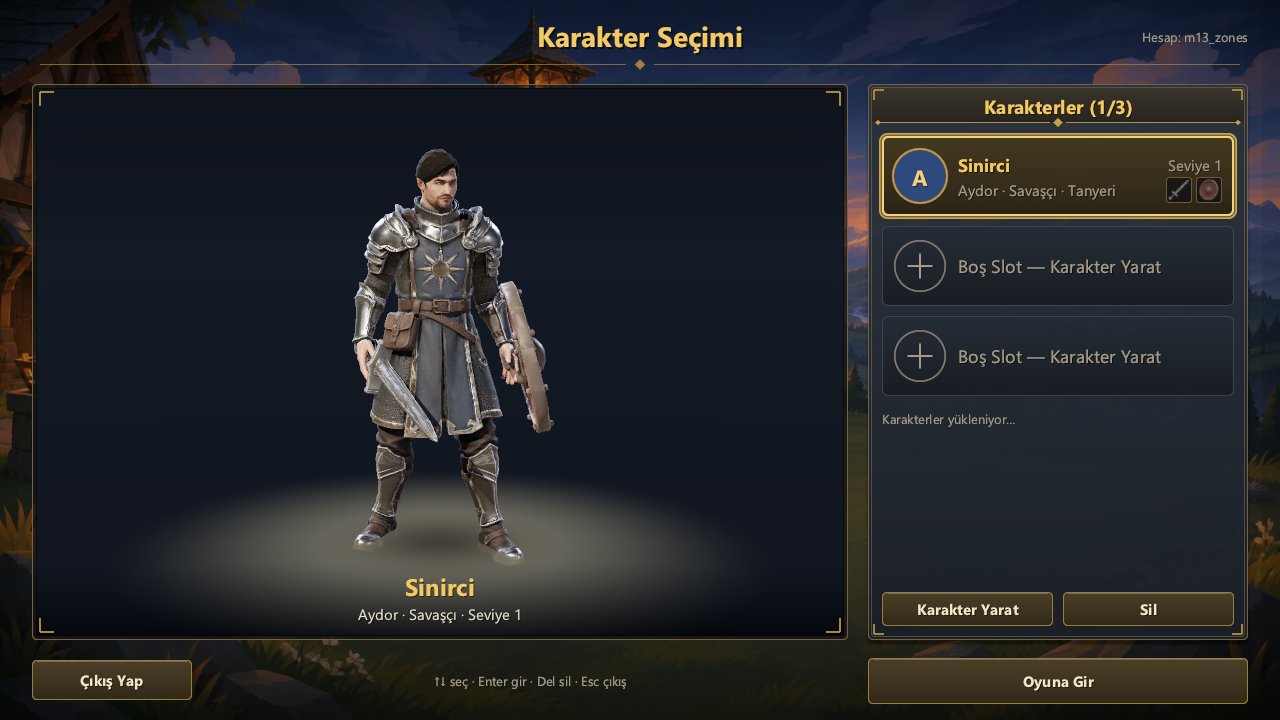 Karakter Seçimi
Hesap: m13_zones
Karakterler (1/3)
A
Sinirci
Seviye 1
Aydor · Savaşçı · Tanyeri
Boş Slot — Karakter Yarat
Boş Slot — Karakter Yarat
Karakterler yükleniyor...
Sinirci
Aydor · Savaşçı · Seviye 1
Karakter Yarat
Sil
Çıkış Yap
↑↓ seç · Enter gir · Del sil · Esc çıkış
Oyuna Gir